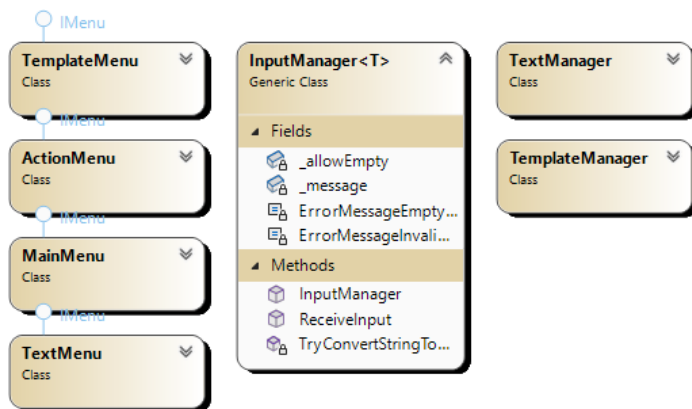 IMenu
TemplateMenu
Class
IMenu
ActionMenu
Class
IMenu
MainMenu
Class
IMenu
TextMenu
Class
InputManager<T>
Generic Class
Fields
_allowEmpty
_message
ErrorMessageEmpty...
ErrorMessageInvali...
Methods
InputManager
ReceiveInput
TryConvertStringTo...
TextManager
Class
TemplateManager
Class